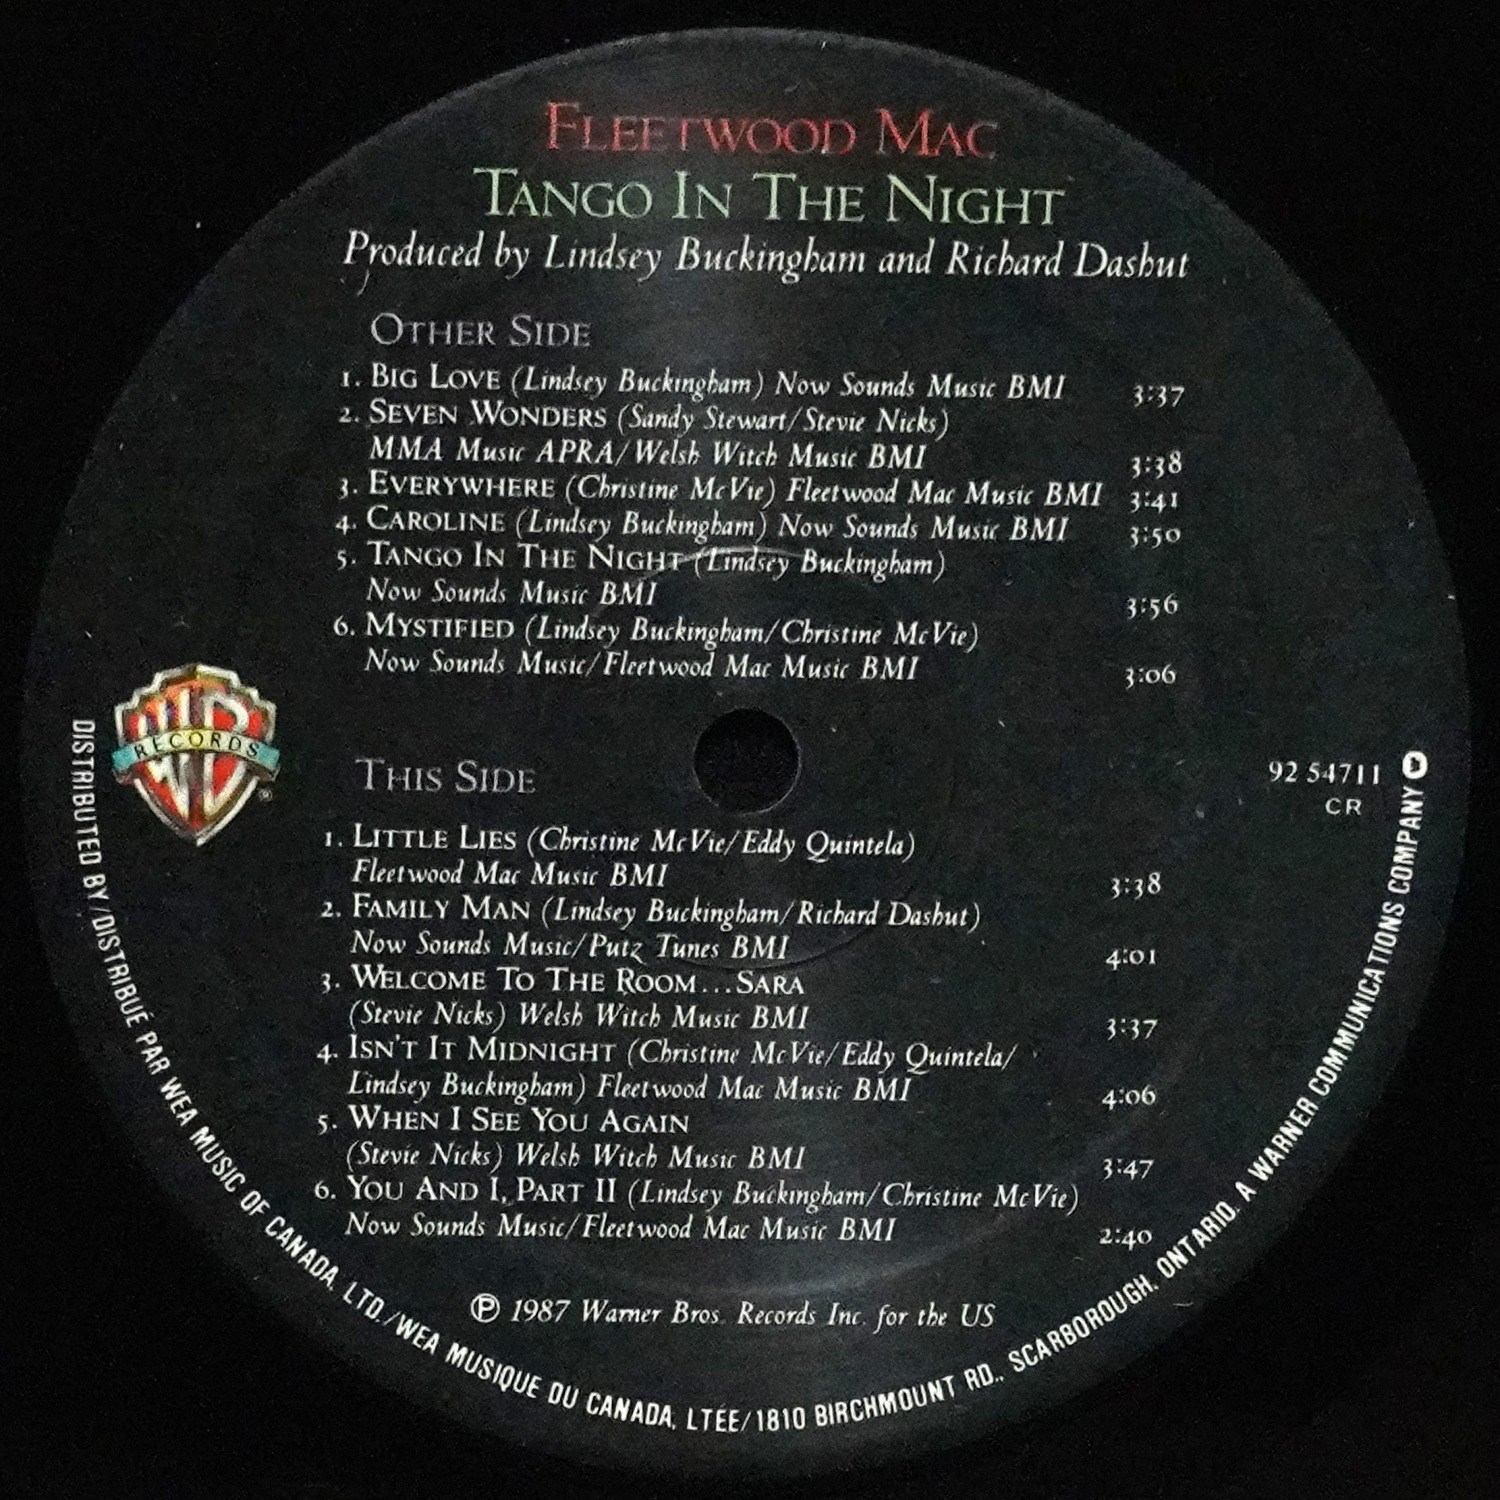 FLEETWOOD MAC
TANGO IN THE NIGHT
Produced by Lindsey Buckingham and Richard Dashut
OTHER SIDE
1. BIG LOVE (Lindsey Buckingham) Now Sounds Music BMI 3:37
2. SEVEN WONDERS (Sandy Stewart/Stevie Nicks)
MMA Music APRA/Welsh Witch Music BMI 3:38
3. EVERYWHERE (Christine McVie) Fleetwood Mac Music BMI 3:41
4. CAROLINE (Lindsey Buckingham) Now Sounds Music BMI 3:50
5. TANGO IN THE NIGHT (Lindsey Buckingham)
Now Sounds Music BMI 3:56
6. MYSTIFIED (Lindsey Buckingham/Christine McVie)
Now Sounds Music/Fleetwood Mac Music BMI 3:06
WB
RECORDS
®
THIS SIDE
92 54711
CR
1. LITTLE LIES (Christine McVie/Eddy Quintela)
Fleetwood Mac Music BMI 3:38
2. FAMILY MAN (Lindsey Buckingham/Richard Dashut)
Now Sounds Music/Putz Tunes BMI 4:01
3. WELCOME TO THE ROOM...SARA
(Stevie Nicks) Welsh Witch Music BMI 3:37
4. ISN'T IT MIDNIGHT (Christine McVie/Eddy Quintela/
Lindsey Buckingham) Fleetwood Mac Music BMI 4:06
5. WHEN I SEE YOU AGAIN
(Stevie Nicks) Welsh Witch Music BMI 3:47
6. YOU AND I, PART II (Lindsey Buckingham/Christine McVie)
Now Sounds Music/Fleetwood Mac Music BMI 2:40
℗ 1987 Warner Bros. Records Inc. for the US
DISTRIBUTED BY/DISTRIBUÉ PAR WEA MUSIC OF CANADA, LTD./WEA MUSIQUE DU CANADA, LTÉE/1810 BIRCHMOUNT RD., SCARBOROUGH, ONTARIO. A WARNER COMMUNICATIONS COMPANY